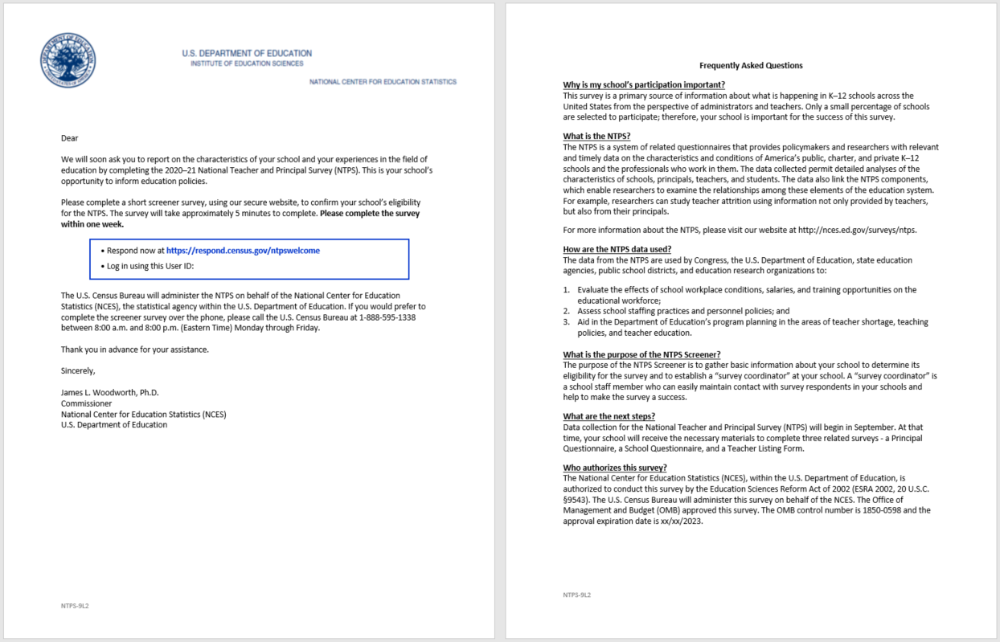 U.S. DEPARTMENT OF EDUCATION
INSTITUTE OF EDUCATION SCIENCES
NATIONAL CENTER FOR EDUCATION STATISTICS
DEPARTMENT OF EDUCATION
UNITED STATES OF AMERICA
Dear
We will soon ask you to report on the characteristics of your school and your experiences in the field of
education by completing the 2020–21 National Teacher and Principal Survey (NTPS). This is your school's
opportunity to inform education policies.
Please complete a short screener survey, using our secure website, to confirm your school's eligibility
for the NTPS. The survey will take approximately 5 minutes to complete. Please complete the survey
within one week.
• Respond now at https://respond.census.gov/ntpswelcome
• Log in using this User ID:
The U.S. Census Bureau will administer the NTPS on behalf of the National Center for Education
Statistics (NCES), the statistical agency within the U.S. Department of Education. If you would prefer to
complete the screener survey over the phone, please call the U.S. Census Bureau at 1-888-595-1338
between 8:00 a.m. and 8:00 p.m. (Eastern Time) Monday through Friday.
Thank you in advance for your assistance.
Sincerely,
James L. Woodworth, Ph.D.
Commissioner
National Center for Education Statistics (NCES)
U.S. Department of Education
NTPS-9L2
Frequently Asked Questions
Why is my school's participation important?
This survey is a primary source of information about what is happening in K–12 schools across the
United States from the perspective of administrators and teachers. Only a small percentage of schools
are selected to participate; therefore, your school is important for the success of this survey.
What is the NTPS?
The NTPS is a system of related questionnaires that provides policymakers and researchers with relevant
and timely data on the characteristics and conditions of America's public, charter, and private K–12
schools and the professionals who work in them. The data collected permit detailed analyses of the
characteristics of schools, principals, teachers, and students. The data also link the NTPS components,
which enable researchers to examine the relationships among these elements of the education system.
For example, researchers can study teacher attrition using information not only provided by teachers,
but also from their principals.
For more information about the NTPS, please visit our website at http://nces.ed.gov/surveys/ntps.
How are the NTPS data used?
The data from the NTPS are used by Congress, the U.S. Department of Education, state education
agencies, public school districts, and education research organizations to:
1. Evaluate the effects of school workplace conditions, salaries, and training opportunities on the
educational workforce;
2. Assess school staffing practices and personnel policies; and
3. Aid in the Department of Education's program planning in the areas of teacher shortage, teaching
policies, and teacher education.
What is the purpose of the NTPS Screener?
The purpose of the NTPS Screener is to gather basic information about your school to determine its
eligibility for the survey and to establish a “survey coordinator” at your school. A “survey coordinator” is
a school staff member who can easily maintain contact with survey respondents in your schools and
help to make the survey a success.
What are the next steps?
Data collection for the National Teacher and Principal Survey (NTPS) will begin in September. At that
time, your school will receive the necessary materials to complete three related surveys - a Principal
Questionnaire, a School Questionnaire, and a Teacher Listing Form.
Who authorizes this survey?
The National Center for Education Statistics (NCES), within the U.S. Department of Education, is
authorized to conduct this survey by the Education Sciences Reform Act of 2002 (ESRA 2002, 20 U.S.C.
§9543). The U.S. Census Bureau will administer this survey on behalf of the NCES. The Office of
Management and Budget (OMB) approved this survey. The OMB control number is 1850-0598 and the
approval expiration date is xx/xx/2023.
NTPS-9L2